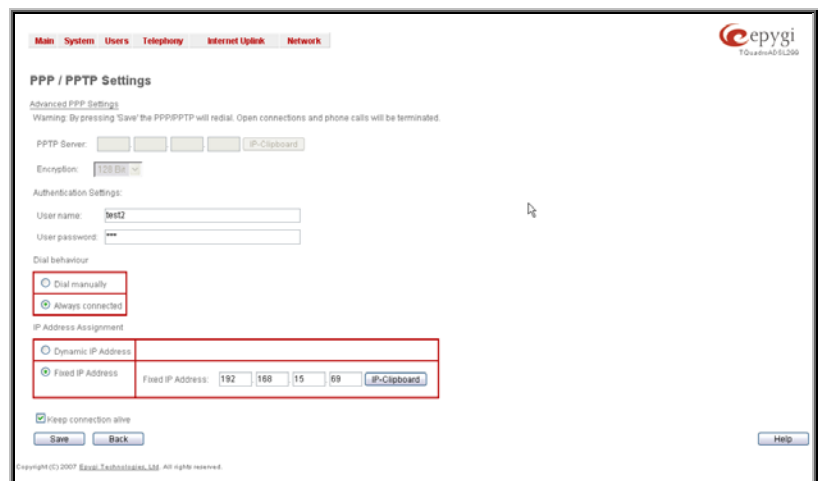 Main System Users Telephony Internet Uplink Network
epygi
TQuadroADSL299
PPP / PPTP Settings
Advanced PPP Settings
Warning: By pressing 'Save' the PPP/PPTP will redial. Open connections and phone calls will be terminated.
PPTP Server: . . . IP-Clipboard
Encryption: 128 Bit
Authentication Settings:
User name: test2
User password: ***
Dial behaviour
Dial manually
Always connected
IP Address Assignment
Dynamic IP Address
Fixed IP Address Fixed IP Address: 192 .168 .15 .69 IP-Clipboard
Keep connection alive
Save Back Help
Copyright (C) 2007 Epygi Technologies, Ltd. All rights reserved.